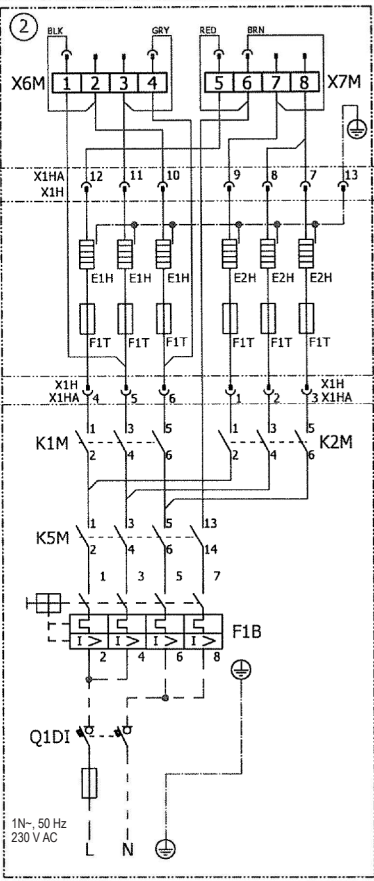 2
BLK GRY RED BRN
X6M 1 2 3 4 5 6 7 8 X7M
X1HA 12 11 10 9 8 7 13
X1H
E1H E1H E1H E2H E2H E2H
F1T F1T F1T F1T F1T F1T
X1H X1H
X1HA 4 5 6 1 2 3 X1HA
1 3 5 1 3 5
K1M K2M
2 4 6 2 4 6
1 3 5 13
K5M
2 4 6 14
1 3 5 7
F1B
I > I > I > I >
2 4 6 8
Q1DI
1N~, 50 Hz
230 V AC
L N